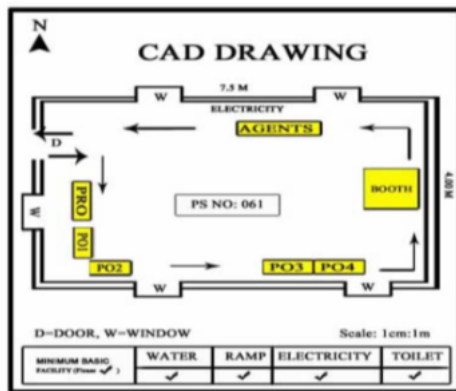 N
CAD DRAWING
7.5 M
W
W
ELECTRICITY
AGENTS
D
4.00 M
BOOTH
PRO
PS NO: 061
W
PO1
PO2
PO3
PO4
W
W
D=DOOR, W=WINDOW
Scale: 1cm:1m
MINIMUM BASIC
WATER
RAMP
ELECTRICITY
TOILET
FACILITY (Please ✓)
✓
✓
✓
✓